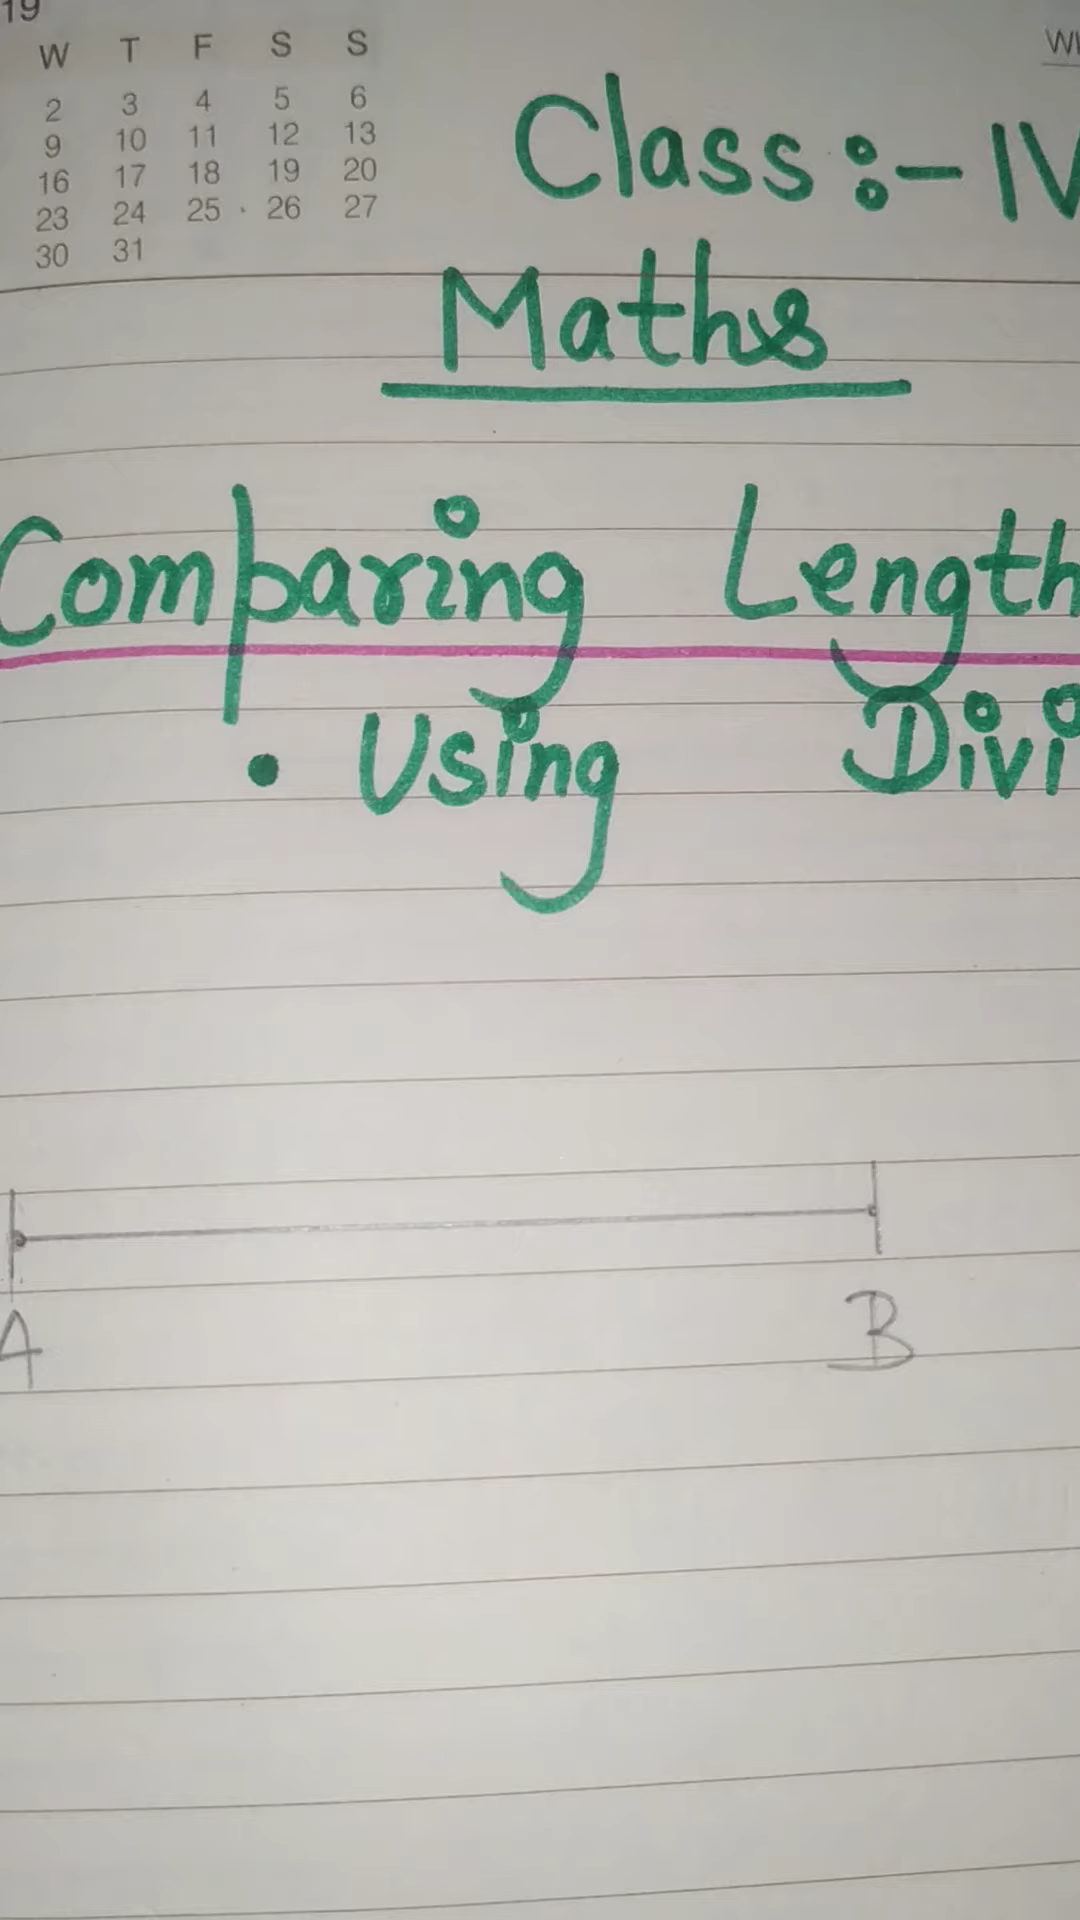 19
W T F S S
2 3 4 5 6
9 10 11 12 13
16 17 18 19 20
23 24 25 26 27
30 31
Class :- IV
Maths
Comparing Length
• Using Divi
A B